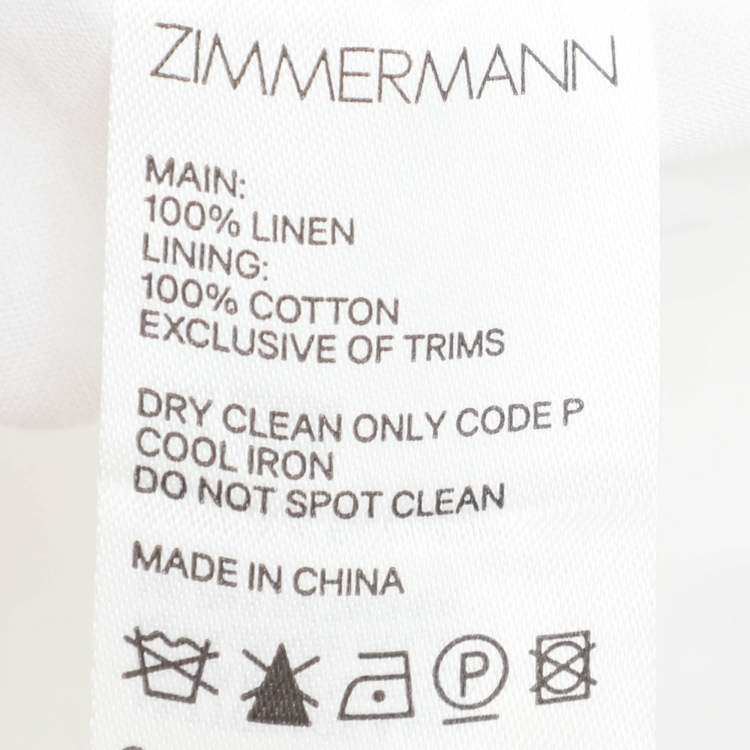 ZIMMERMANN
MAIN:
100% LINEN
LINING:
100% COTTON
EXCLUSIVE OF TRIMS
DRY CLEAN ONLY CODE P
COOL IRON
DO NOT SPOT CLEAN
MADE IN CHINA
P